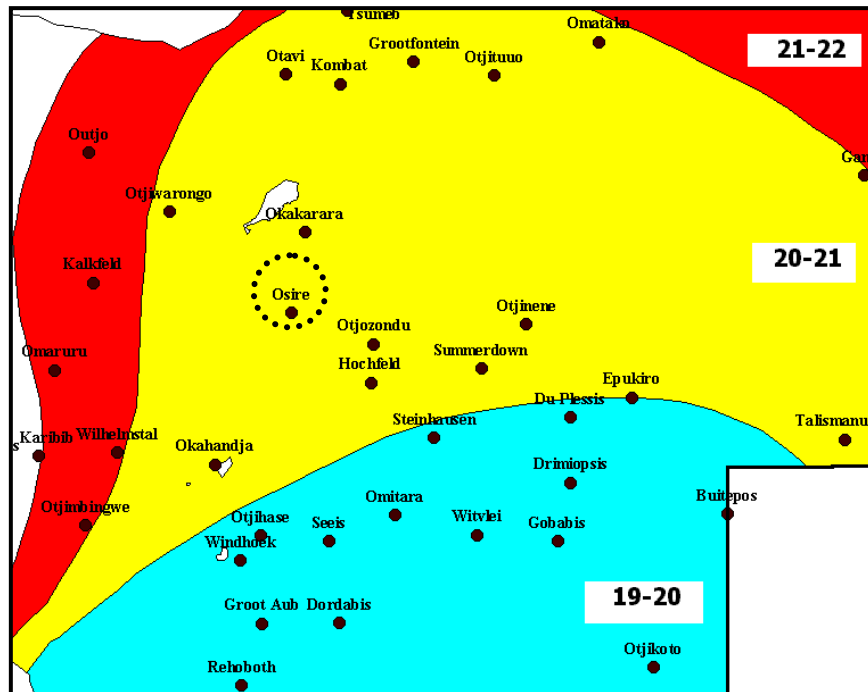 Tsumeb
Omatako
Grootfontein
Otavi
Kombat
Otjituuo
21-22
Outjo
Gam
Otjiwarongo
Okakarara
Kalkfeld
20-21
Osire
Otjinene
Otjozondu
Omaruru
Hochfeld
Summerdown
Epukiro
Du Plessis
Steinhausen
Talismanu
s
Karibib
Wilhelmstal
Okahandja
Drimiopsis
Omitara
Buitepos
Otjimbingwe
Otjihase
Seeis
Witvlei
Gobabis
Windhoek
19-20
Groot Aub
Dordabis
Rehoboth
Otjikoto